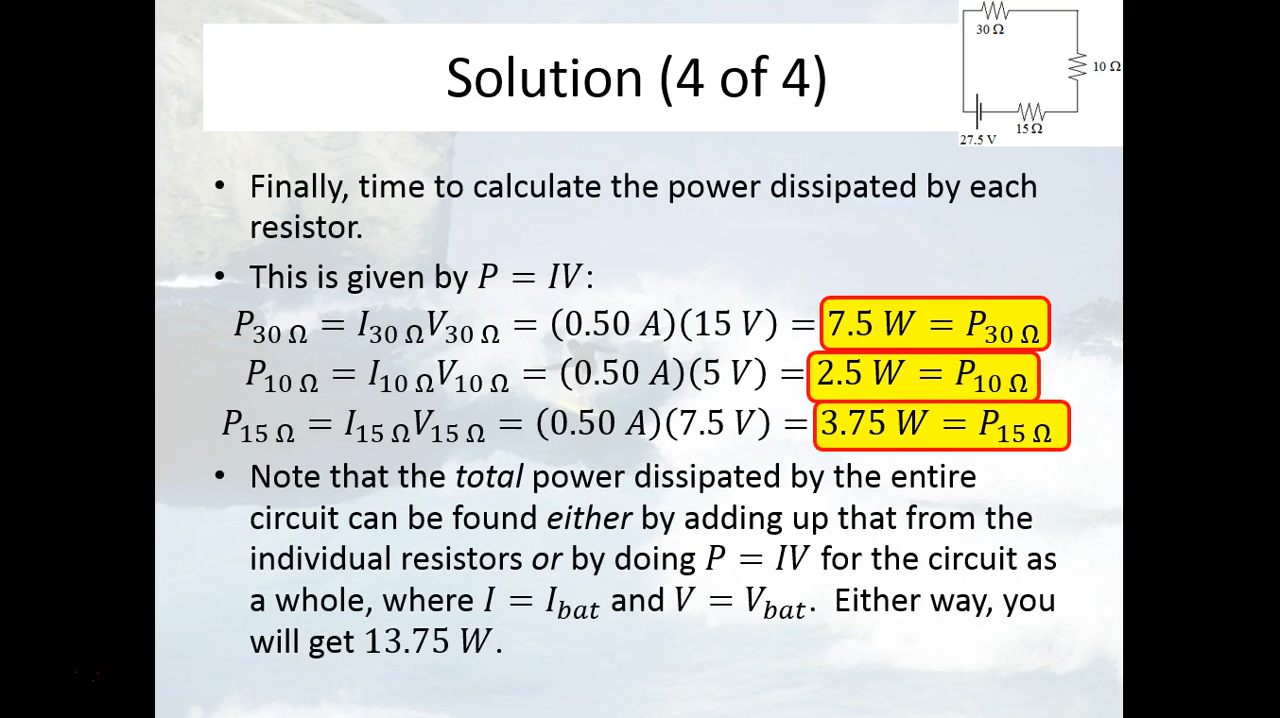 Solution (4 of 4)
30 Ω
10 Ω
15 Ω
27.5 V
• Finally, time to calculate the power dissipated by each
resistor.
• This is given by P = IV:
P₃₀ Ω = I₃₀ ΩV₃₀ Ω = (0.50 A)(15 V) = 7.5 W = P₃₀ Ω
P₁₀ Ω = I₁₀ ΩV₁₀ Ω = (0.50 A)(5 V) = 2.5 W = P₁₀ Ω
P₁₅ Ω = I₁₅ ΩV₁₅ Ω = (0.50 A)(7.5 V) = 3.75 W = P₁₅ Ω
• Note that the total power dissipated by the entire
circuit can be found either by adding up that from the
individual resistors or by doing P = IV for the circuit as
a whole, where I = I_bat and V = V_bat. Either way, you
will get 13.75 W.